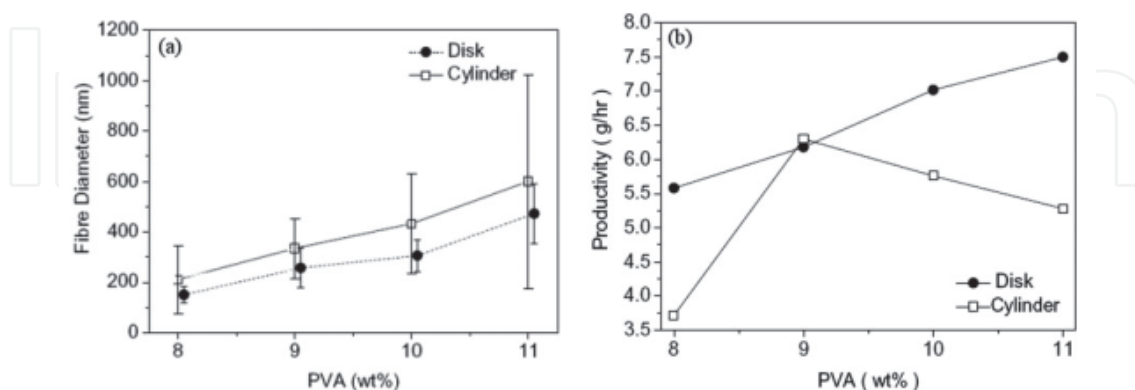 (a)
Disk
Cylinder
Fibre Diameter (nm)
1200
1000
800
600
400
200
0
8 9 10 11
PVA (wt%)
(b)
Productivity ( g/hr )
7.5
7.0
6.5
6.0
5.5
5.0
4.5
4.0
3.5
Disk
Cylinder
8 9 10 11
PVA ( wt% )